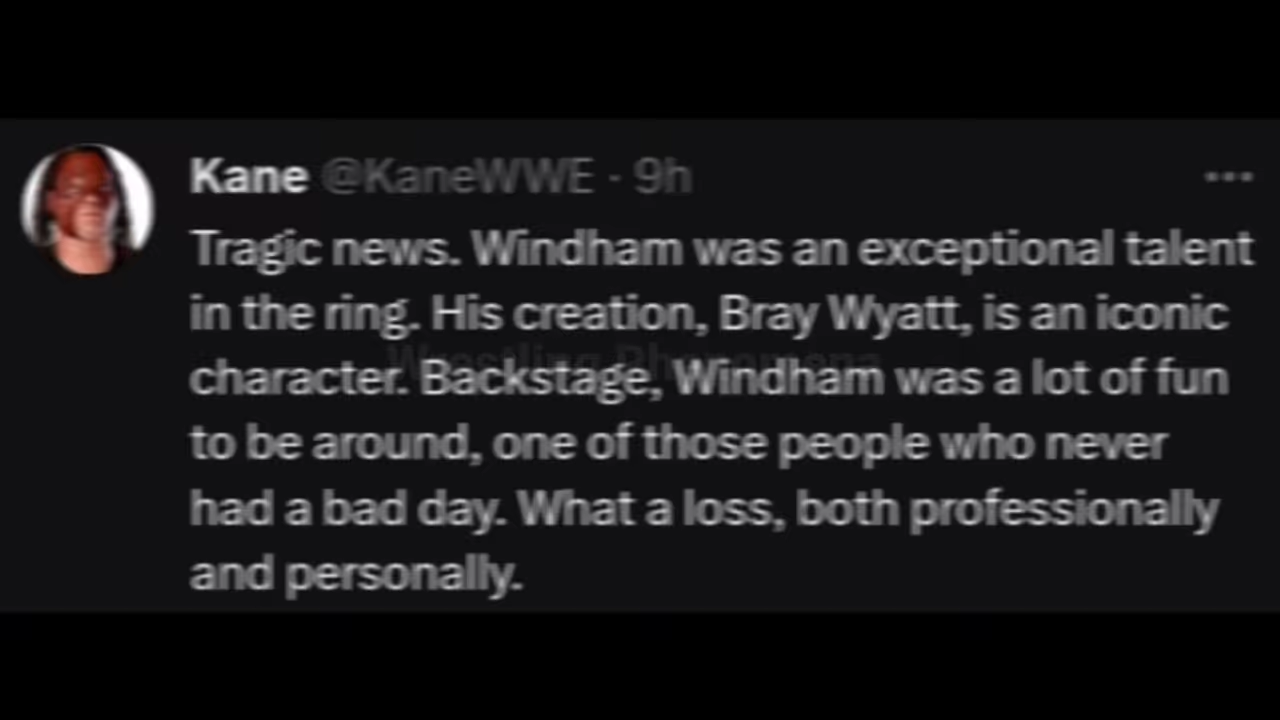 Kane @KaneWWE · 9h
Tragic news. Windham was an exceptional talent
in the ring. His creation, Bray Wyatt, is an iconic
Wrestling Phenomena
character. Backstage, Windham was a lot of fun
to be around, one of those people who never
had a bad day. What a loss, both professionally
and personally.